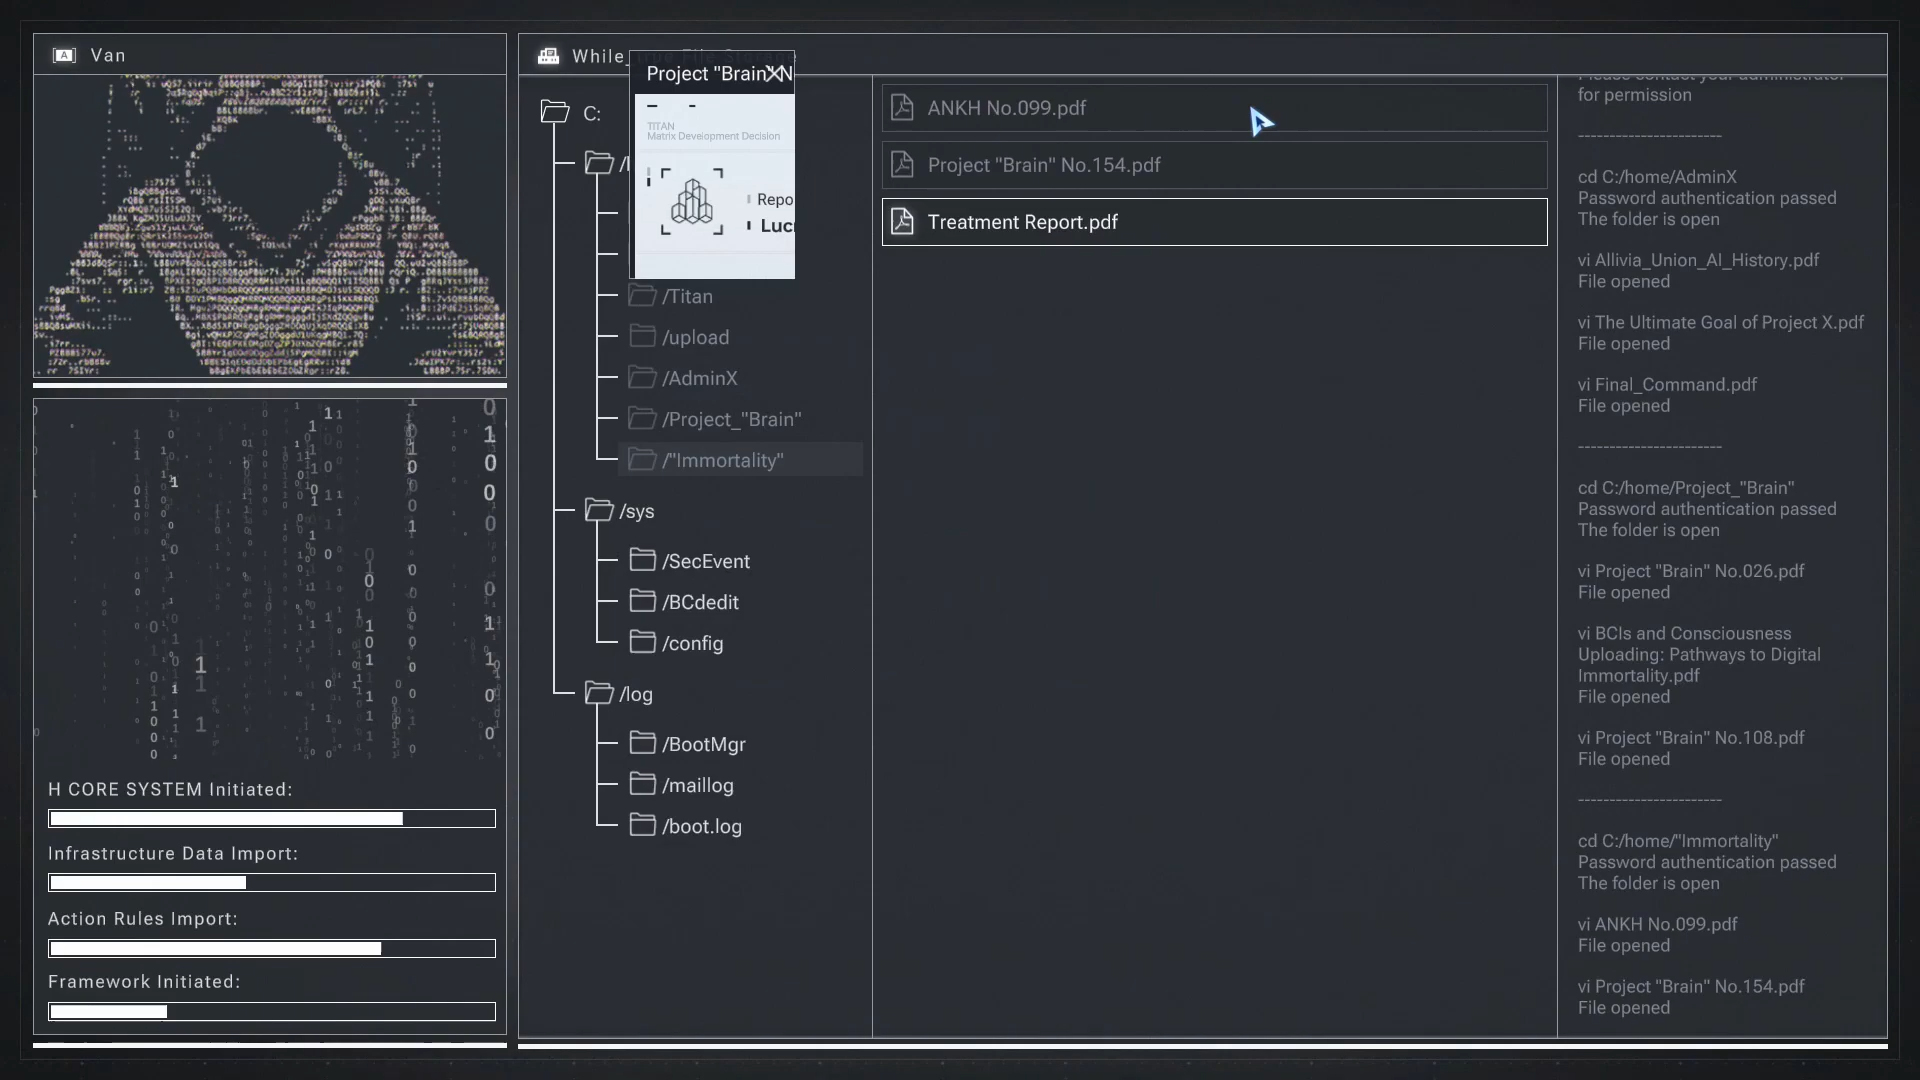 Van
While_True File Storage
Project "Brain" N
TITAN
Matrix Development Decision
Repo
Luc
C:
/Titan
/upload
/AdminX
/Project_"Brain"
/"Immortality"
/sys
/SecEvent
/BCdedit
/config
/log
/BootMgr
/maillog
/boot.log
ANKH No.099.pdf
Project "Brain" No.154.pdf
Treatment Report.pdf
Please contact your administrator
for permission
-----------------------
cd C:/home/AdminX
Password authentication passed
The folder is open
vi Allivia_Union_AI_History.pdf
File opened
vi The Ultimate Goal of Project X.pdf
File opened
vi Final_Command.pdf
File opened
-----------------------
cd C:/home/Project_"Brain"
Password authentication passed
The folder is open
vi Project "Brain" No.026.pdf
File opened
vi BCIs and Consciousness
Uploading: Pathways to Digital
Immortality.pdf
File opened
vi Project "Brain" No.108.pdf
File opened
-----------------------
cd C:/home/"Immortality"
Password authentication passed
The folder is open
vi ANKH No.099.pdf
File opened
vi Project "Brain" No.154.pdf
File opened
H CORE SYSTEM Initiated:
Infrastructure Data Import:
Action Rules Import:
Framework Initiated: